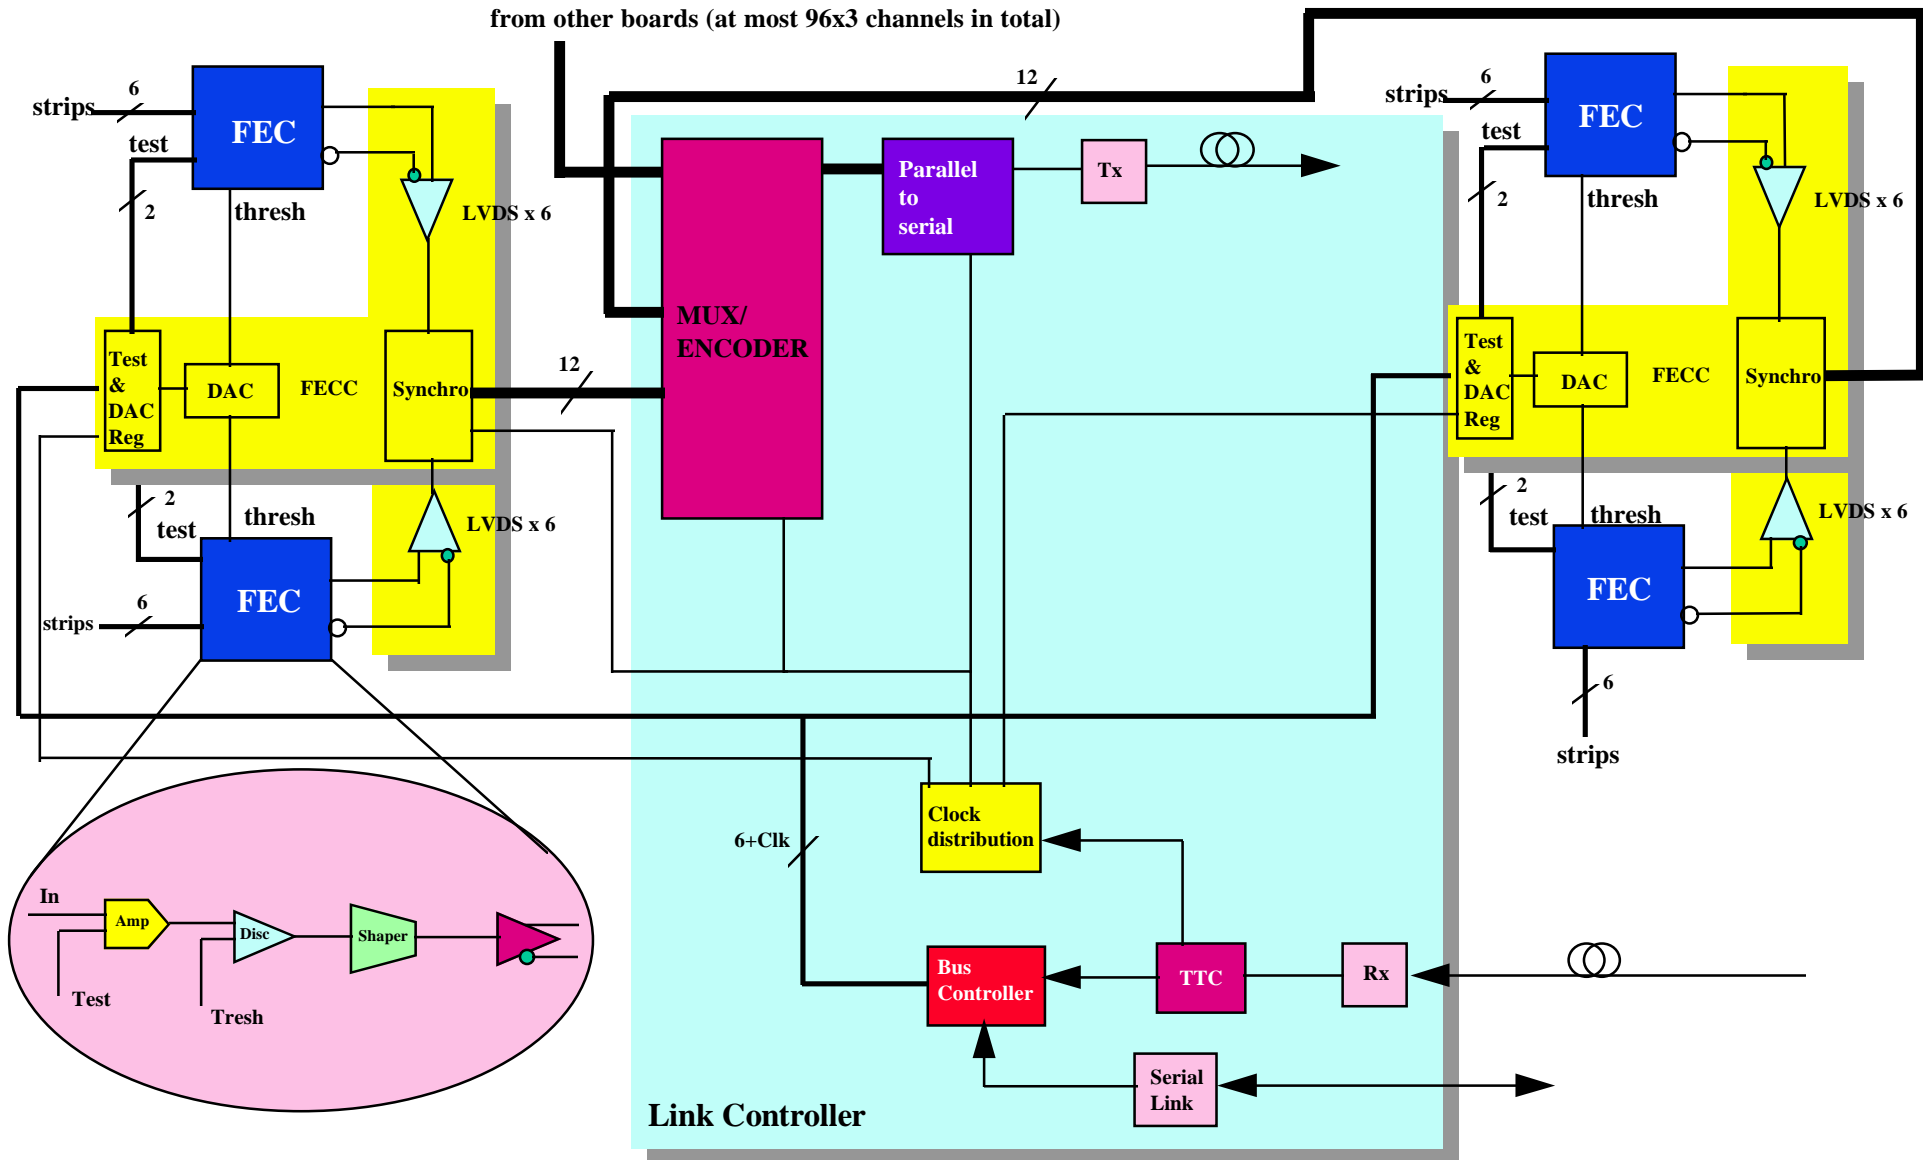 from other boards (at most 96x3 channels in total)
12
6
strips
FEC
test
2
thresh
LVDS x 6
Test
&
DAC
Reg
DAC
FECC
Synchro
12
2
test
thresh
LVDS x 6
6
strips
FEC
MUX/
ENCODER
Parallel
to
serial
Tx
6
strips
FEC
test
2
thresh
LVDS x 6
Test
&
DAC
Reg
DAC
FECC
Synchro
2
test
thresh
LVDS x 6
FEC
6
strips
Clock
distribution
6+Clk
Bus
Controller
TTC
Rx
Serial
Link
Link Controller
In
Amp
Disc
Shaper
Test
Tresh